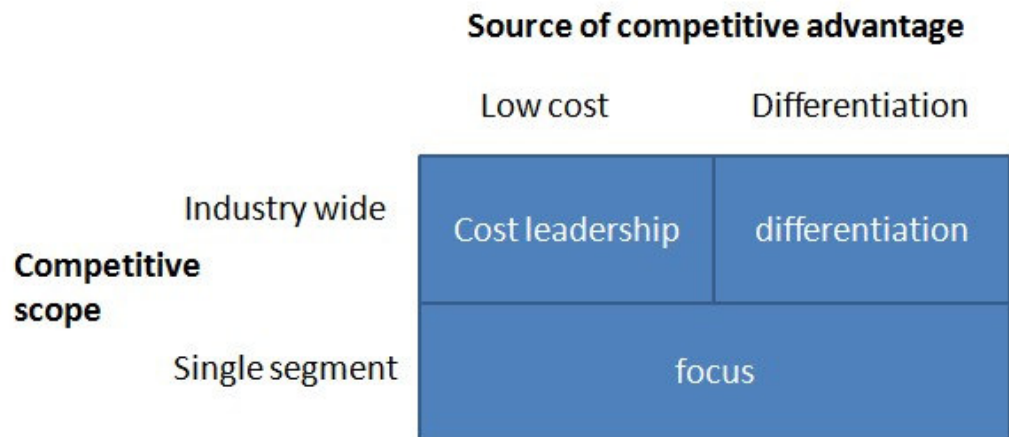 Source of competitive advantage
Low cost Differentiation
Industry wide
Cost leadership differentiation
Competitive
scope
Single segment
focus